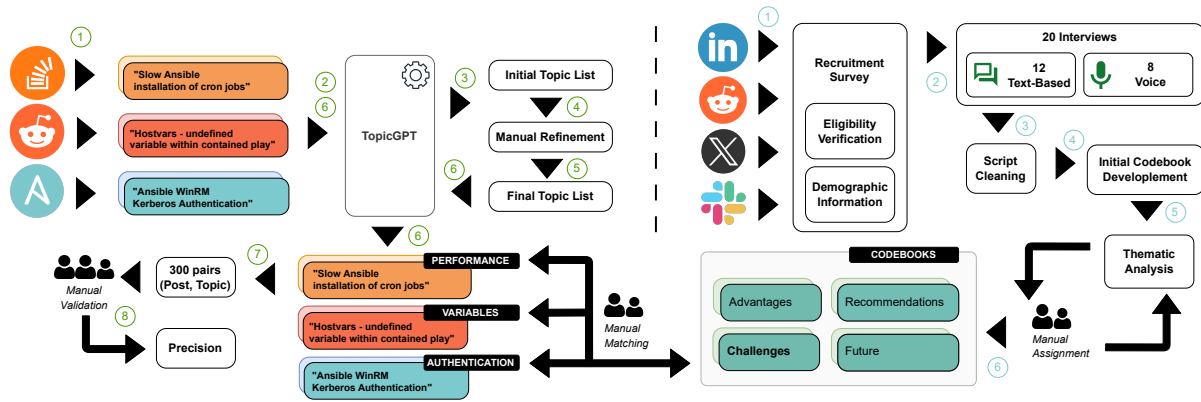 1
"Slow Ansible
installation of cron jobs"
"Hostvars - undefined
variable within contained play"
"Ansible WinRM
Kerberos Authentication"
2
6
TopicGPT
3
Initial Topic List
4
Manual Refinement
5
6
Final Topic List
6
PERFORMANCE
"Slow Ansible
installation of cron jobs"
VARIABLES
"Hostvars - undefined
variable within contained play"
AUTHENTICATION
"Ansible WinRM
Kerberos Authentication"
7
300 pairs
(Post, Topic)
Manual
Validation
8
Precision
Manual
Matching
1
in
Recruitment
Survey
Eligibility
Verification
Demographic
Information
2
20 Interviews
12
Text-Based
8
Voice
3
Script
Cleaning
4
Initial Codebook
Developlement
5
Thematic
Analysis
Manual
Assignment
6
CODEBOOKS
Advantages
Recommendations
Challenges
Future